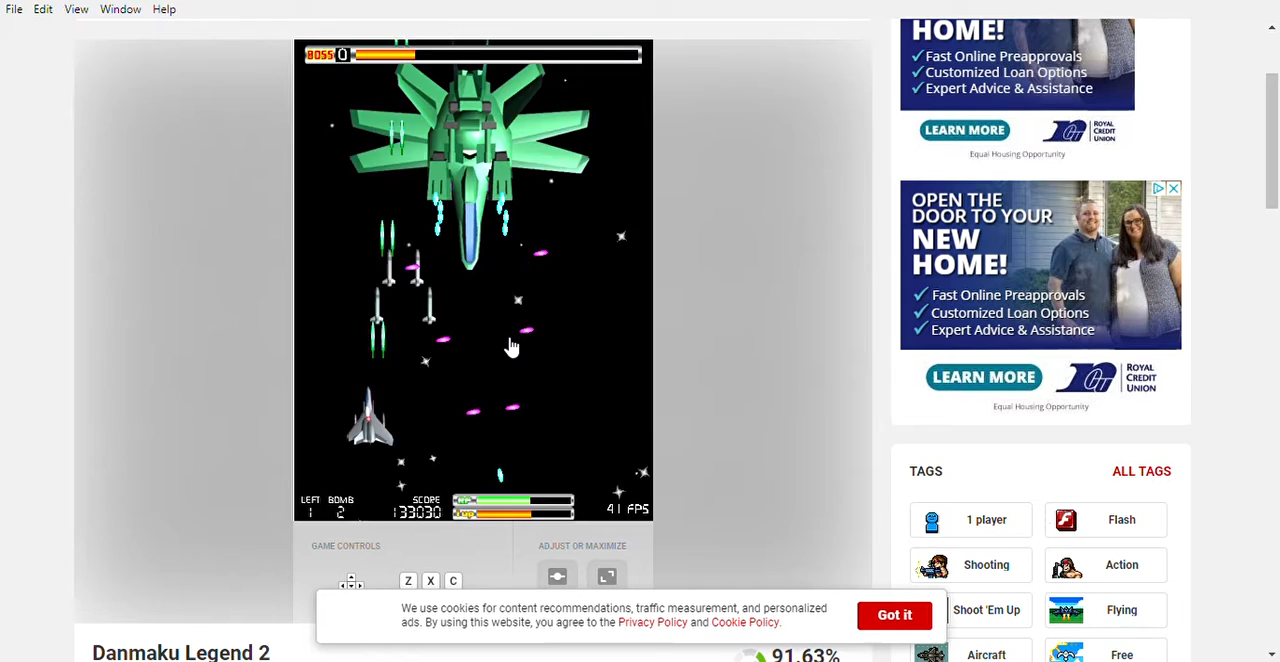 File Edit View Window Help
BOSS 0
LEFT BOMB SCORE
1 2 133030
HP
1up
41 FPS
GAME CONTROLS
ADJUST OR MAXIMIZE
Z X C
We use cookies for content recommendations, traffic measurement, and personalized
ads. By using this website, you agree to the Privacy Policy and Cookie Policy.
Got it
Danmaku Legend 2
91.63%
HOME!
✓Fast Online Preapprovals
✓Customized Loan Options
✓Expert Advice & Assistance
LEARN MORE
ROYAL
CREDIT
UNION
Equal Housing Opportunity
OPEN THE
DOOR TO YOUR
NEW
HOME!
✓ Fast Online Preapprovals
✓ Customized Loan Options
✓ Expert Advice & Assistance
LEARN MORE
ROYAL
CREDIT
UNION
Equal Housing Opportunity
TAGS
ALL TAGS
1 player
Flash
Shooting
Action
Shoot 'Em Up
Flying
Aircraft
Free